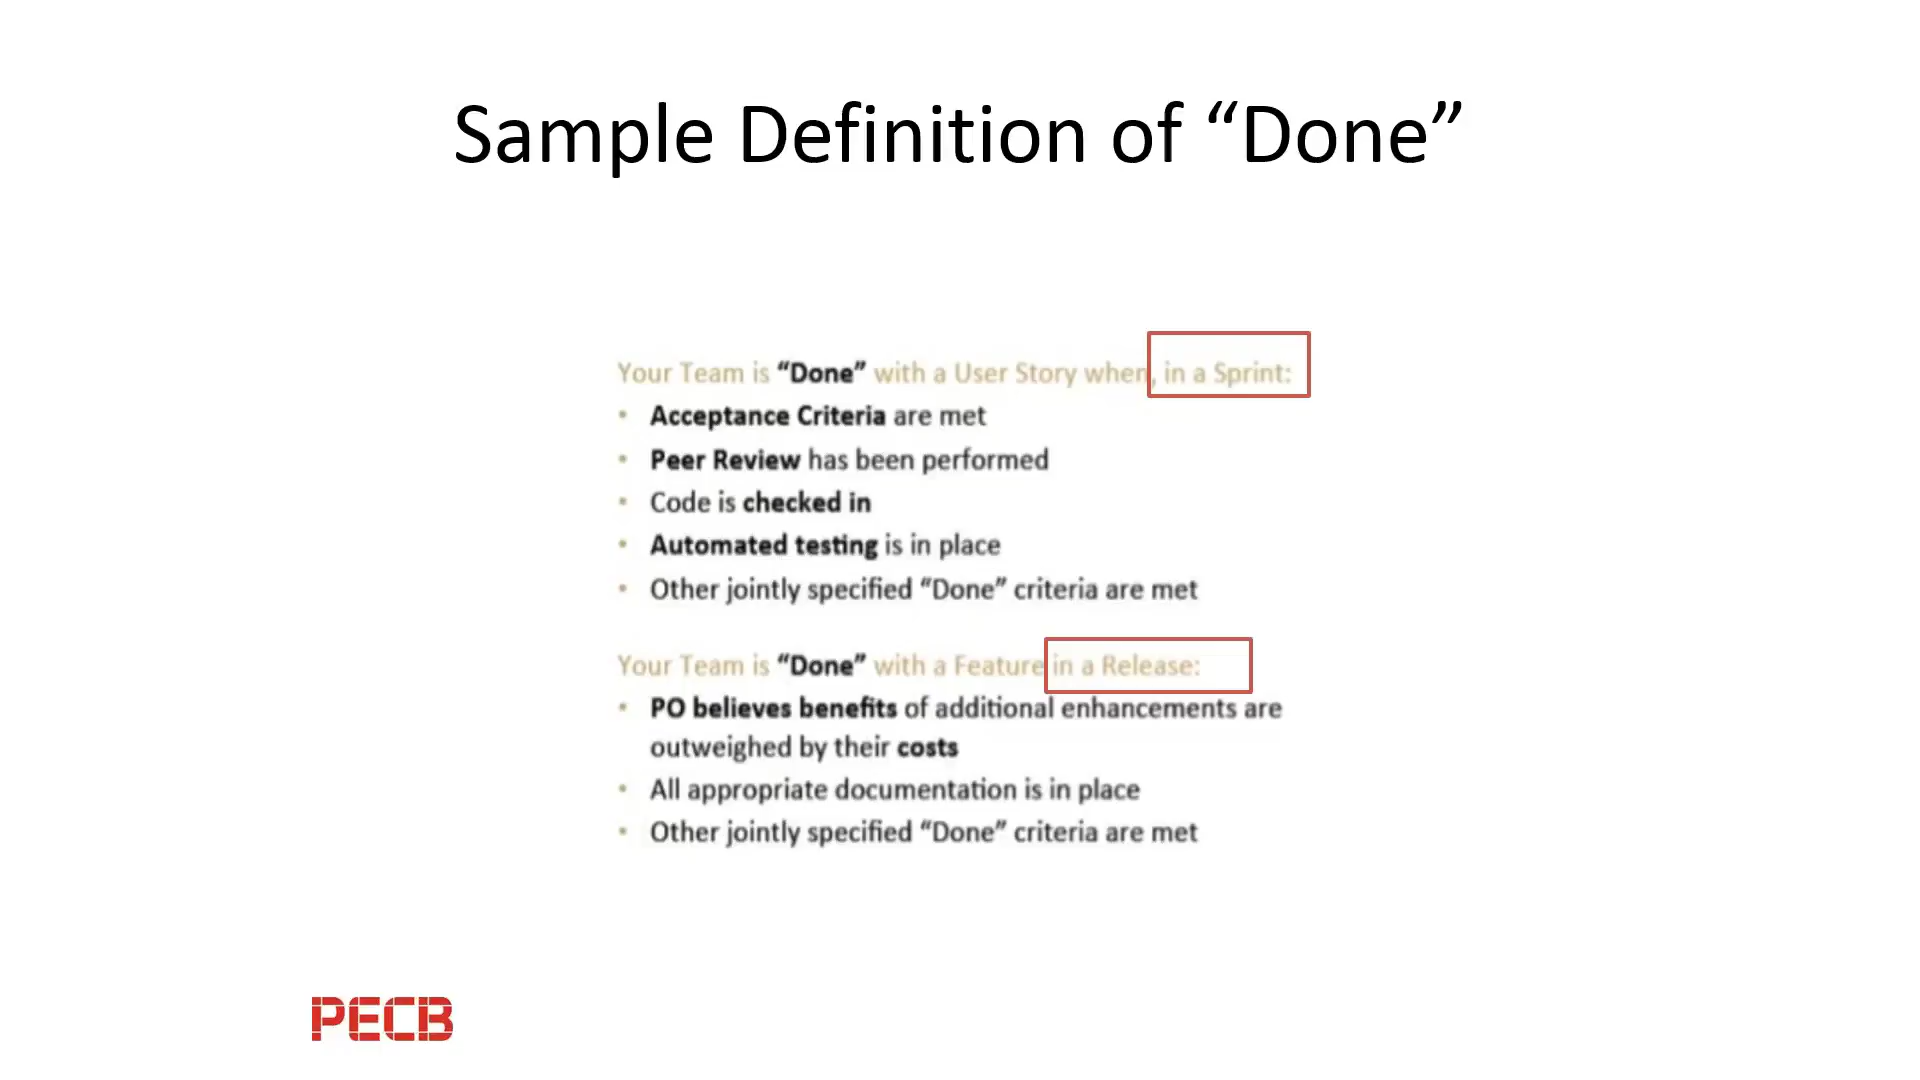 Sample Definition of “Done”
Your Team is “Done” with a User Story when, in a Sprint:
• Acceptance Criteria are met
• Peer Review has been performed
• Code is checked in
• Automated testing is in place
• Other jointly specified “Done” criteria are met
Your Team is “Done” with a Feature in a Release:
• PO believes benefits of additional enhancements are
outweighed by their costs
• All appropriate documentation is in place
• Other jointly specified “Done” criteria are met
PECB